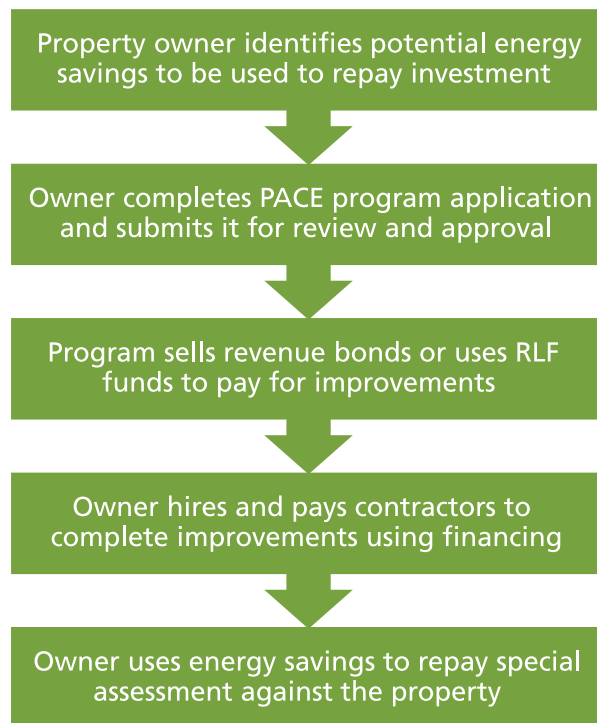 Property owner identifies potential energy
savings to be used to repay investment
Owner completes PACE program application
and submits it for review and approval
Program sells revenue bonds or uses RLF
funds to pay for improvements
Owner hires and pays contractors to
complete improvements using financing
Owner uses energy savings to repay special
assessment against the property